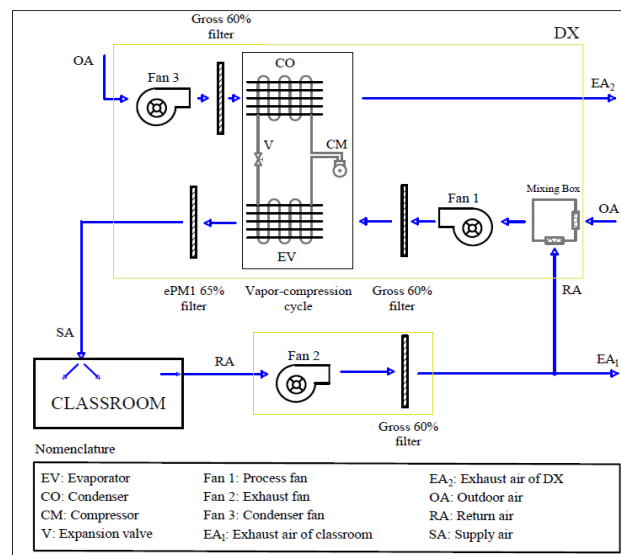 Gross 60%
filter
DX
OA
Fan 3
CO
EA2
V
CM
Fan 1
Mixing Box
OA
EV
ePM1 65%
filter
Vapor-compression
cycle
Gross 60%
filter
RA
SA
RA
Fan 2
EA1
CLASSROOM
Gross 60%
filter
Nomenclature
EV: Evaporator
CO: Condenser
CM: Compressor
V: Expansion valve
Fan 1: Process fan
Fan 2: Exhaust fan
Fan 3: Condenser fan
EA1: Exhaust air of classroom
EA2: Exhaust air of DX
OA: Outdoor air
RA: Return air
SA: Supply air